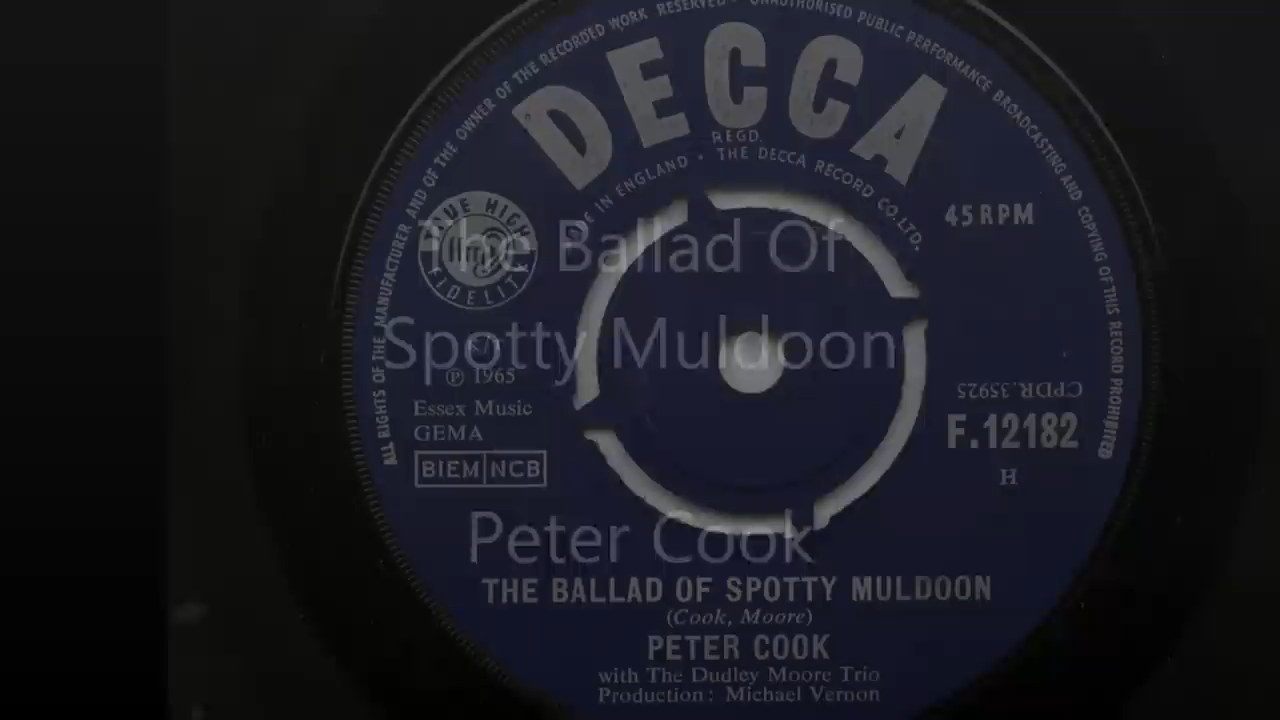 ALL RIGHTS OF THE MANUFACTURER AND OF THE OWNER OF THE RECORDED WORK RESERVED • UNAUTHORISED PUBLIC PERFORMANCE BROADCASTING AND COPYING OF THIS RECORD PROHIBITED
DECCA
REGD.
MADE IN ENGLAND • THE DECCA RECORD CO.LTD.
TRUE HIGH FIDELITY
ffrr
45 RPM
The Ballad Of
Spotty Muldoon
℗ 1965
Essex Music
GEMA
BIEM NCB
CPDR.35925
F.12182
H
Peter Cook
THE BALLAD OF SPOTTY MULDOON
(Cook, Moore)
PETER COOK
with The Dudley Moore Trio
Production: Michael Vernon